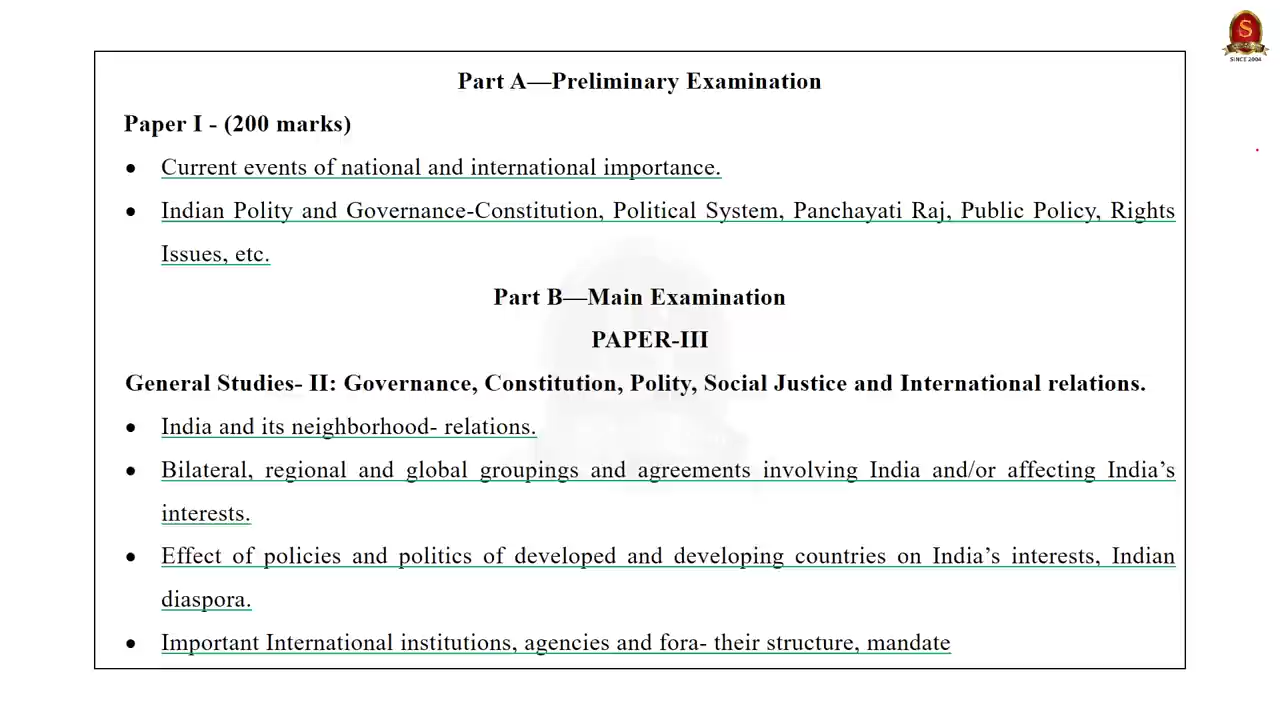 S
SINCE 2004
Part A—Preliminary Examination
Paper I - (200 marks)
• Current events of national and international importance.
• Indian Polity and Governance-Constitution, Political System, Panchayati Raj, Public Policy, Rights
Issues, etc.
Part B—Main Examination
PAPER-III
General Studies- II: Governance, Constitution, Polity, Social Justice and International relations.
• India and its neighborhood- relations.
• Bilateral, regional and global groupings and agreements involving India and/or affecting India’s
interests.
• Effect of policies and politics of developed and developing countries on India’s interests, Indian
diaspora.
• Important International institutions, agencies and fora- their structure, mandate